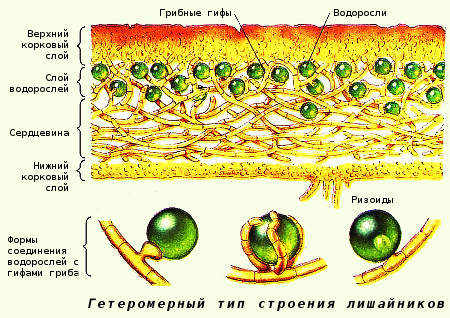 Грибные гифы
Водоросли
Верхний
корковый
слой
Слой
водорослей
Сердцевина
Нижний
корковый
слой
Ризоиды
Формы
соединения
водорослей с
гифами гриба
Гетеромерный тип строения лишайников